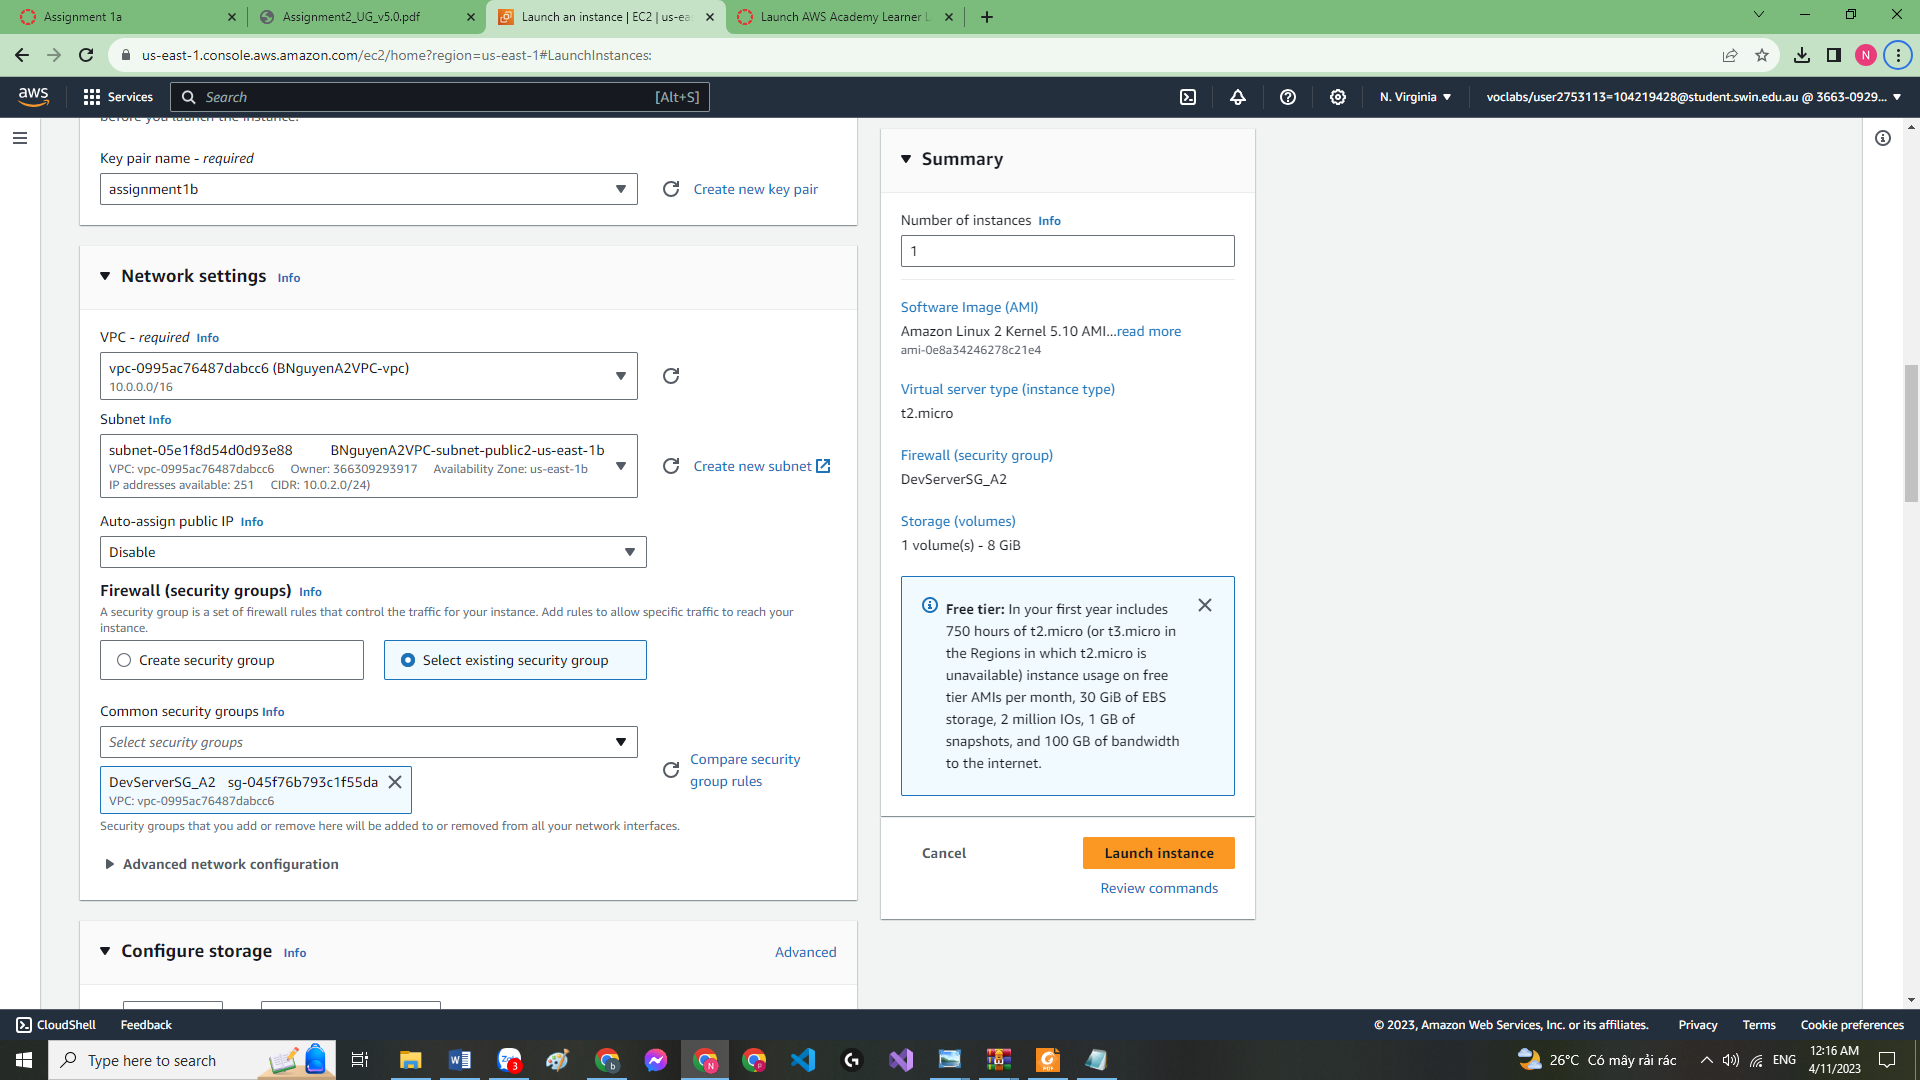 Assignment 1a
Assignment2_UG_v5.0.pdf
Launch an instance | EC2 | us-eas
Launch AWS Academy Learner L
us-east-1.console.aws.amazon.com/ec2/home?region=us-east-1#LaunchInstances:
N
aws
Services
Search
[Alt+S]
N. Virginia
voclabs/user2753113=104219428@student.swin.edu.au @ 3663-0929...
before you launch the instance.
Key pair name - required
assignment1b
Create new key pair
Network settings Info
VPC - required Info
vpc-0995ac76487dabcc6 (BNguyenA2VPC-vpc)
10.0.0.0/16
Subnet Info
subnet-05e1f8d54d0d93e88 BNguyenA2VPC-subnet-public2-us-east-1b
VPC: vpc-0995ac76487dabcc6 Owner: 366309293917 Availability Zone: us-east-1b
IP addresses available: 251 CIDR: 10.0.2.0/24)
Create new subnet
Auto-assign public IP Info
Disable
Firewall (security groups) Info
A security group is a set of firewall rules that control the traffic for your instance. Add rules to allow specific traffic to reach your
instance.
Create security group
Select existing security group
Common security groups Info
Select security groups
DevServerSG_A2 sg-045f76b793c1f55da
VPC: vpc-0995ac76487dabcc6
Compare security
group rules
Security groups that you add or remove here will be added to or removed from all your network interfaces.
Advanced network configuration
Configure storage Info
Advanced
Summary
Number of instances Info
1
Software Image (AMI)
Amazon Linux 2 Kernel 5.10 AMI...read more
ami-0e8a34246278c21e4
Virtual server type (instance type)
t2.micro
Firewall (security group)
DevServerSG_A2
Storage (volumes)
1 volume(s) - 8 GiB
Free tier: In your first year includes
750 hours of t2.micro (or t3.micro in
the Regions in which t2.micro is
unavailable) instance usage on free
tier AMIs per month, 30 GiB of EBS
storage, 2 million IOs, 1 GB of
snapshots, and 100 GB of bandwidth
to the internet.
Cancel
Launch instance
Review commands
CloudShell
Feedback
© 2023, Amazon Web Services, Inc. or its affiliates.
Privacy
Terms
Cookie preferences
Type here to search
26°C Có mây rải rác
ENG
12:16 AM
4/11/2023